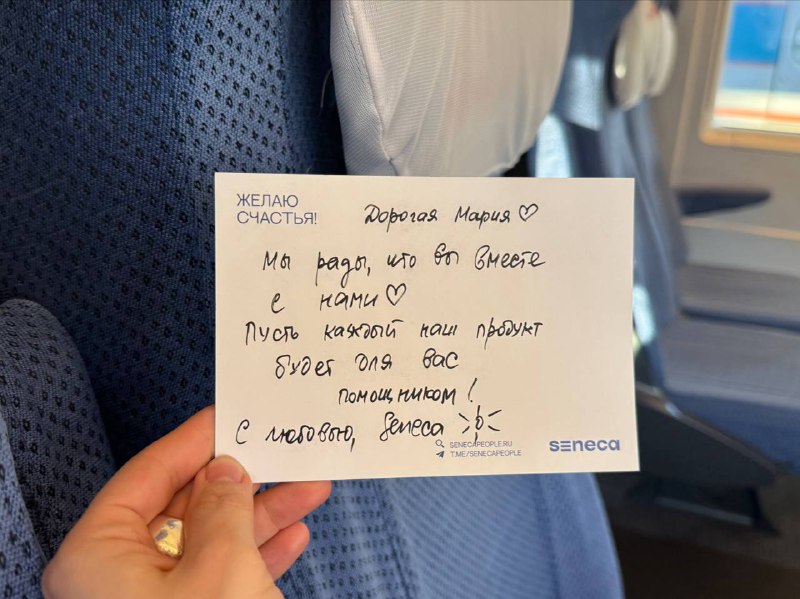 ЖЕЛАЮ
СЧАСТЬЯ!
Дорогая Мария♡
Мы рады, что вы вместе
с нами♡
Пусть каждый наш продукт
будет для вас
помощником!
С любовью, Seneca
SENECAPEOPLE.RU
T.ME/SENECAPEOPLE
seneca